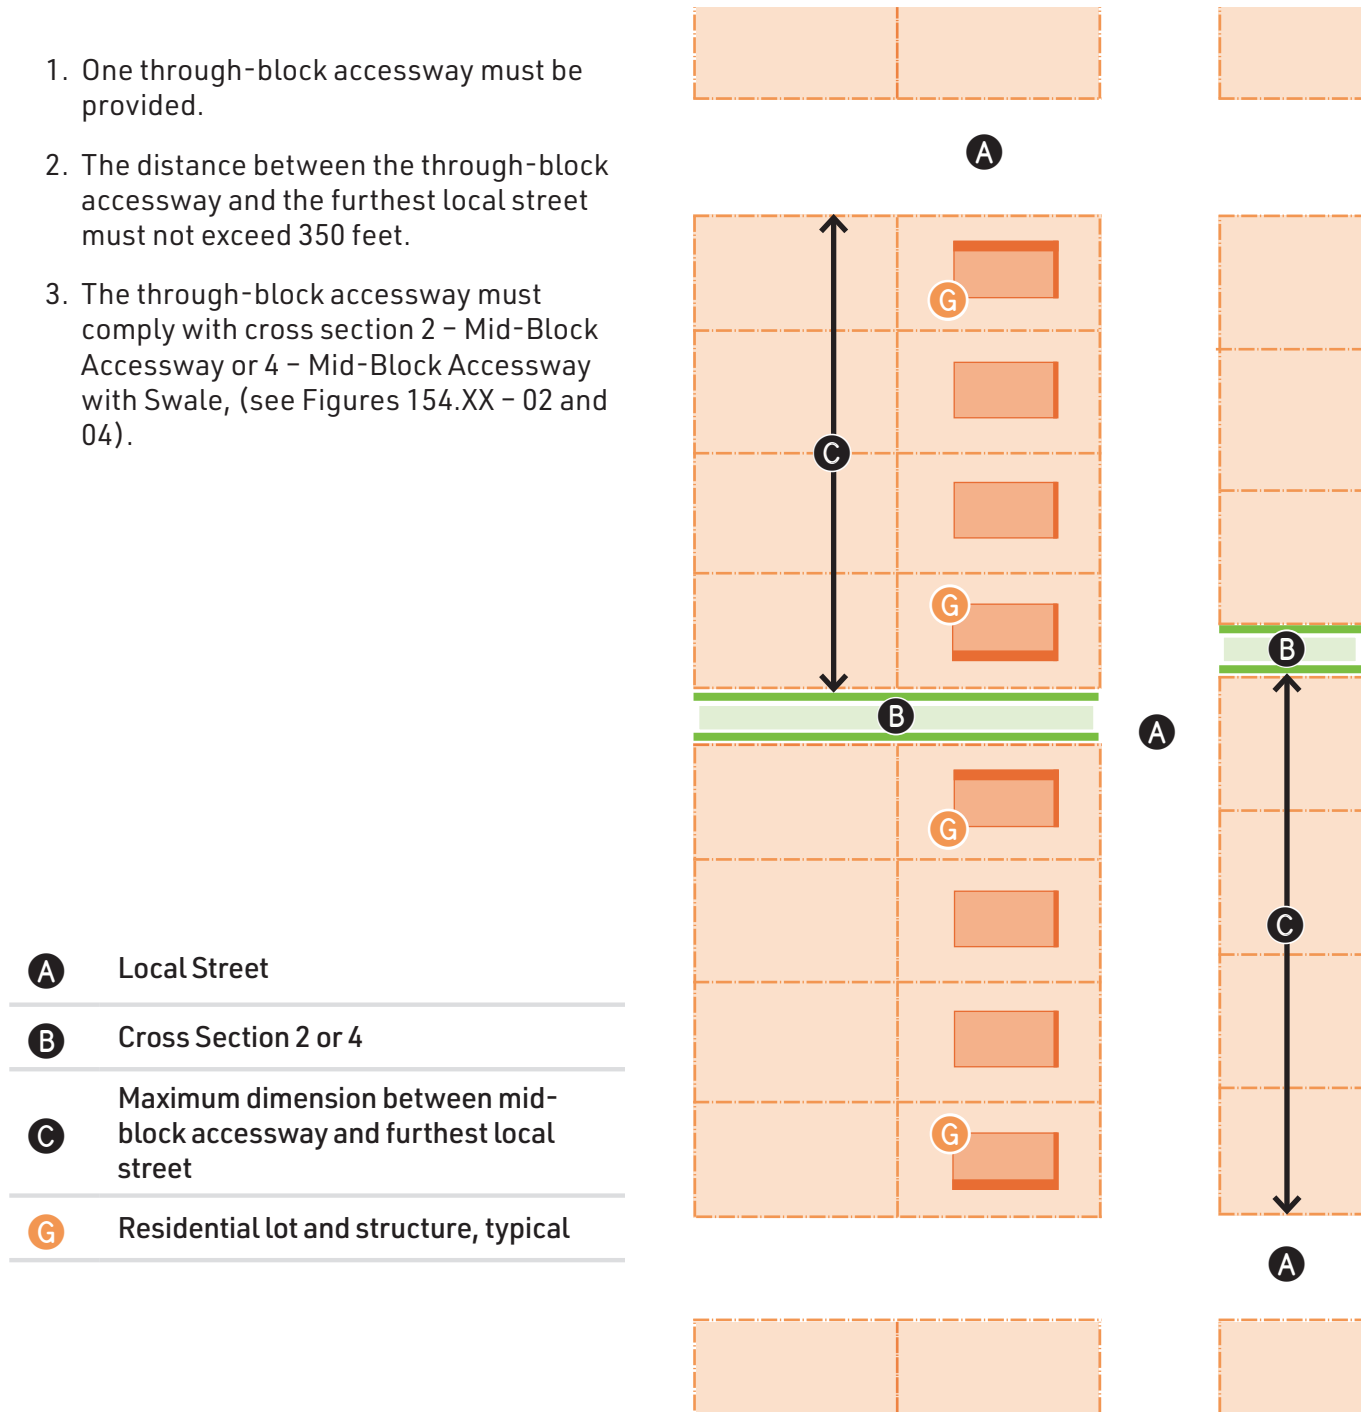 1. One through-block accessway must be
provided.
2. The distance between the through-block
accessway and the furthest local street
must not exceed 350 feet.
3. The through-block accessway must
comply with cross section 2 – Mid-Block
Accessway or 4 – Mid-Block Accessway
with Swale, (see Figures 154.XX – 02 and
04).
A Local Street
B Cross Section 2 or 4
C Maximum dimension between mid-
block accessway and furthest local
street
G Residential lot and structure, typical
A
G
C
G
B
B
A
G
C
G
A